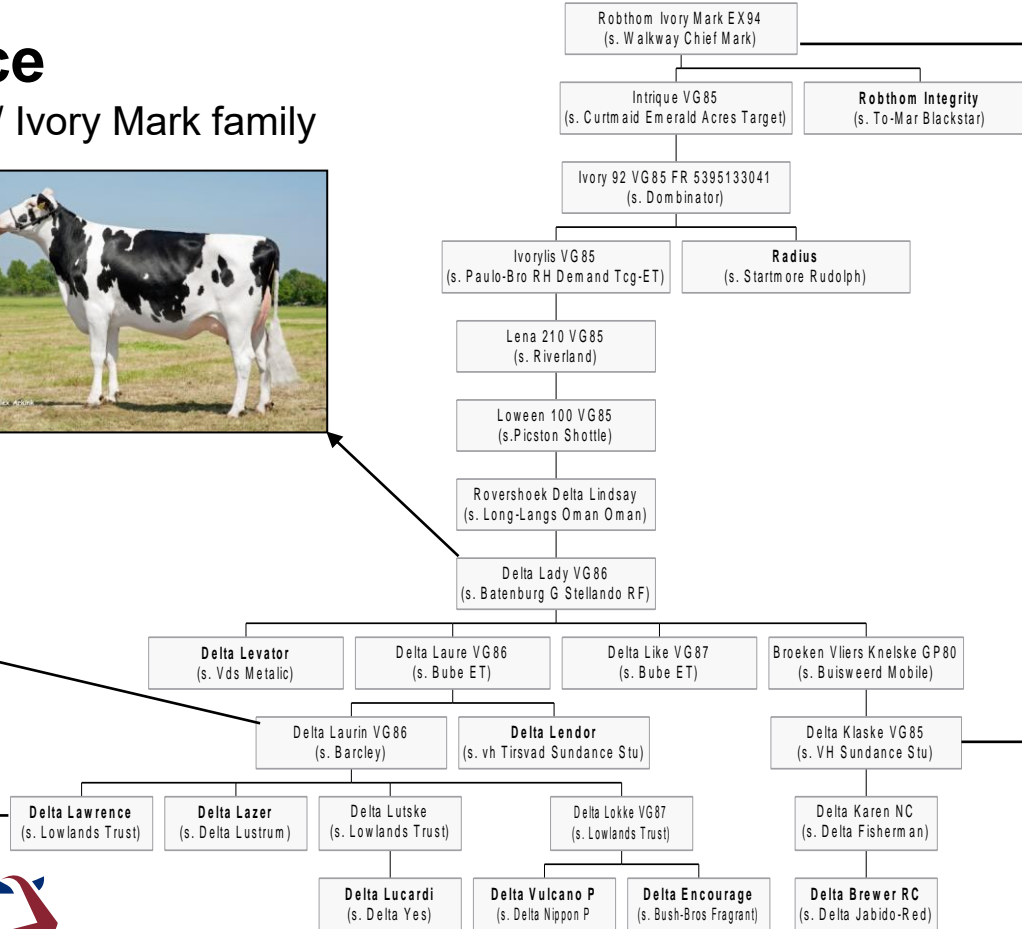 ce
/ Ivory Mark family
Robthom Ivory Mark EX94
(s. Walkway Chief Mark)
Intrique VG85
(s. Curtmaid Emerald Acres Target)
Robthom Integrity
(s. To-Mar Blackstar)
Ivory 92 VG85 FR 5395133041
(s. Dombinator)
Ivorylis VG85
(s. Paulo-Bro RH Demand Tcg-ET)
Radius
(s. Startmore Rudolph)
Lena 210 VG85
(s. Riverland)
Loween 100 VG85
(s.Picston Shottle)
Rovershoek Delta Lindsay
(s. Long-Langs Oman Oman)
Delta Lady VG86
(s. Batenburg G Stellando RF)
Delta Levator
(s. Vds Metalic)
Delta Laure VG86
(s. Bube ET)
Delta Like VG87
(s. Bube ET)
Broeken Vliers Knelske GP80
(s. Buisweerd Mobile)
Delta Laurin VG86
(s. Barcley)
Delta Lendor
(s. vh Tirsvad Sundance Stu)
Delta Klaske VG85
(s. VH Sundance Stu)
Delta Lawrence
(s. Lowlands Trust)
Delta Lazer
(s. Delta Lustrum)
Delta Lutske
(s. Lowlands Trust)
Delta Lokke VG87
(s. Lowlands Trust)
Delta Karen NC
(s. Delta Fisherman)
Delta Lucardi
(s. Delta Yes)
Delta Vulcano P
(s. Delta Nippon P
Delta Encourage
(s. Bush-Bros Fragrant)
Delta Brewer RC
(s. Delta Jabido-Red)